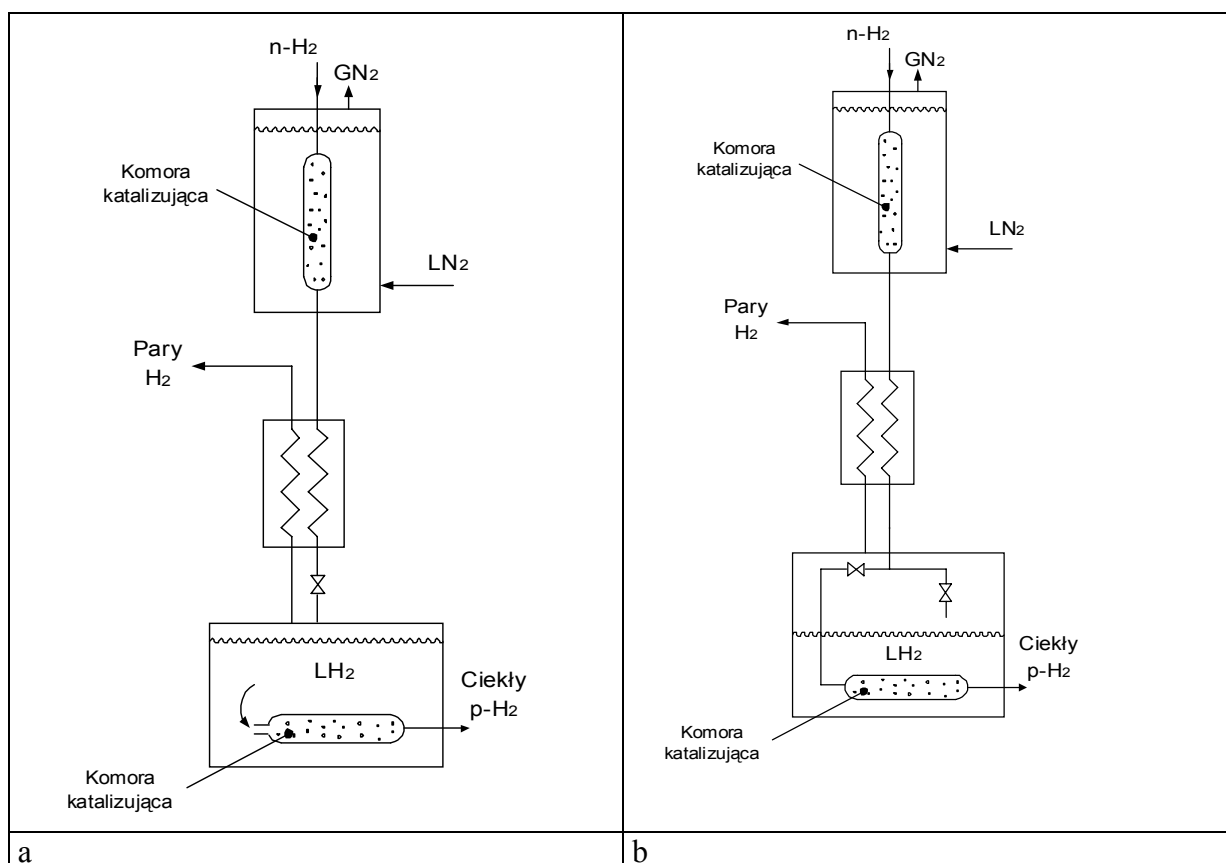 n-H2
GN2
Komora
katalizująca
LN2
Pary
H2
LH2
Ciekły
p-H2
Komora
katalizująca
a
n-H2
GN2
Komora
katalizująca
LN2
Pary
H2
LH2
Ciekły
p-H2
Komora
katalizująca
b